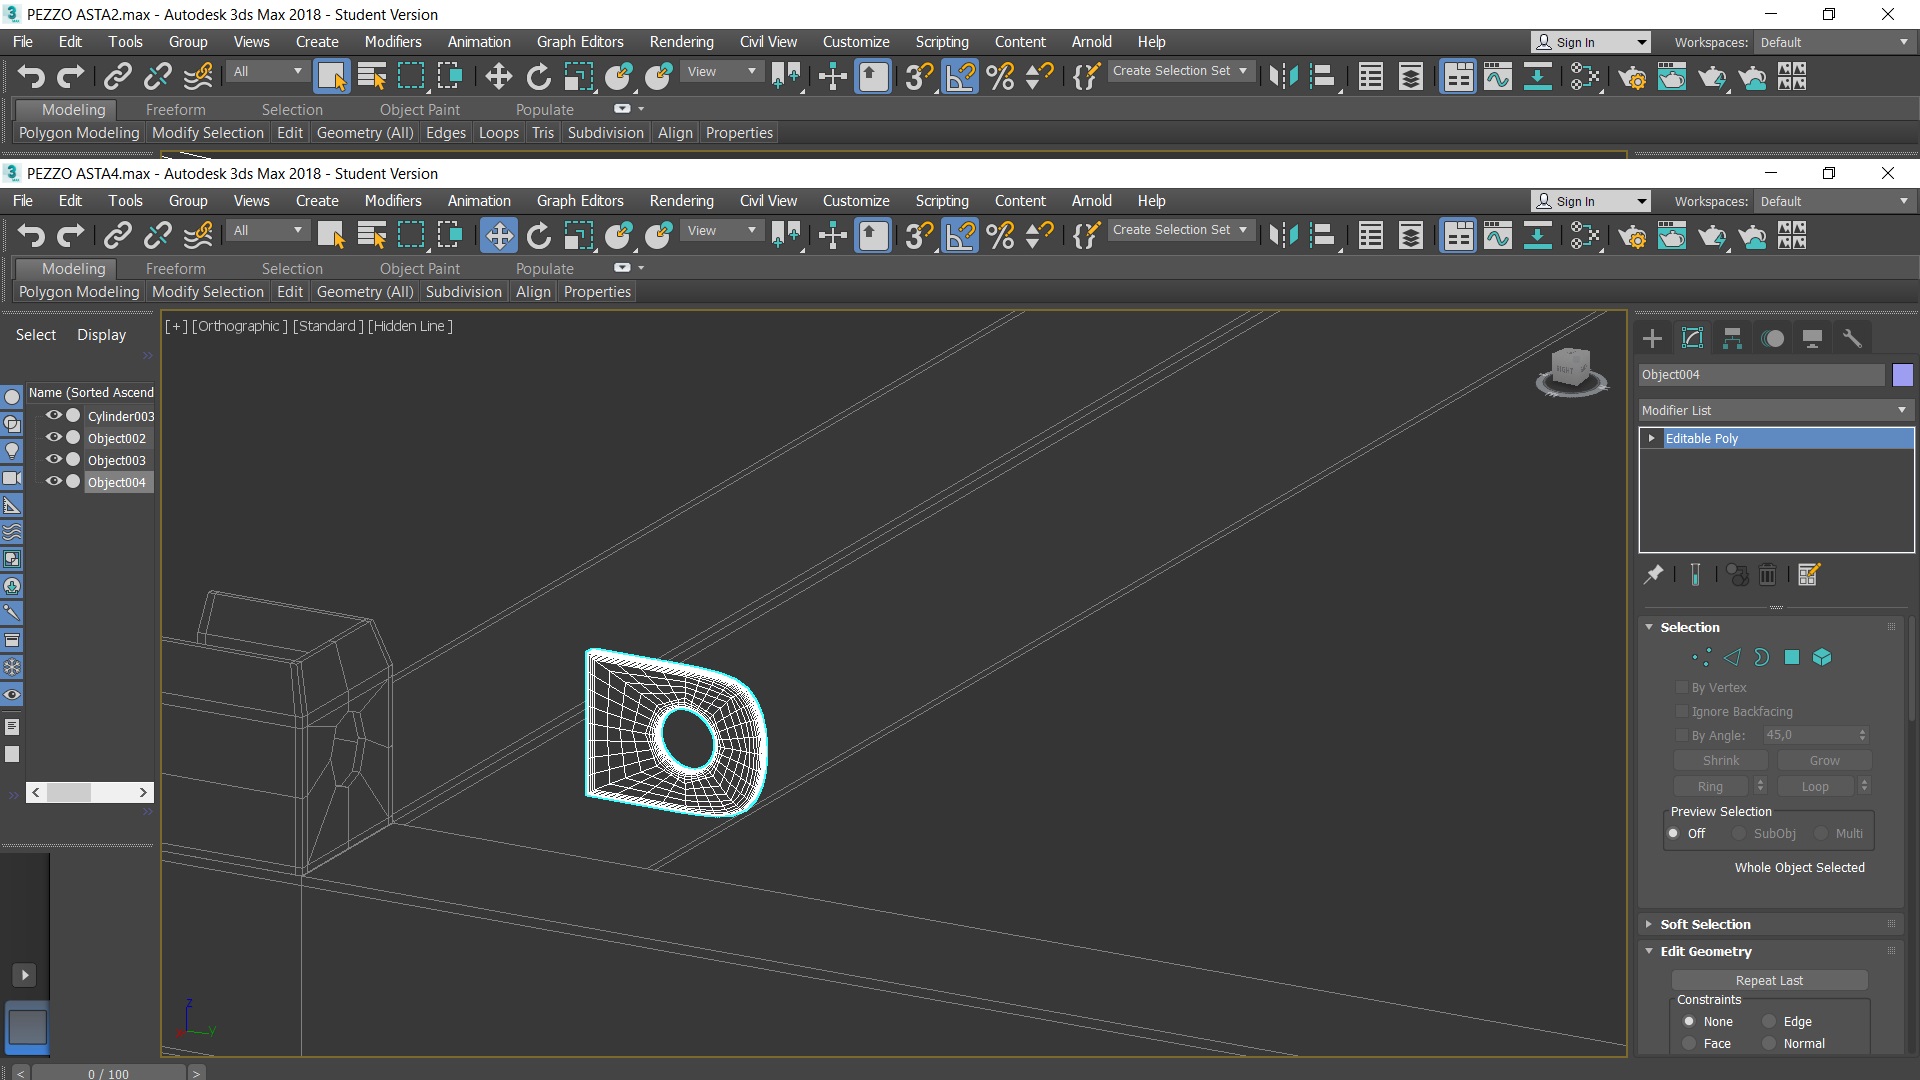 PEZZO ASTA2.max - Autodesk 3ds Max 2018 - Student Version
File Edit Tools Group Views Create Modifiers Animation Graph Editors Rendering Civil View Customize Scripting Content Arnold Help
Sign In Workspaces: Default
All View Create Selection Set
Modeling Freeform Selection Object Paint Populate
Polygon Modeling Modify Selection Edit Geometry (All) Edges Loops Tris Subdivision Align Properties
PEZZO ASTA4.max - Autodesk 3ds Max 2018 - Student Version
File Edit Tools Group Views Create Modifiers Animation Graph Editors Rendering Civil View Customize Scripting Content Arnold Help
Sign In Workspaces: Default
All View Create Selection Set
Modeling Freeform Selection Object Paint Populate
Polygon Modeling Modify Selection Edit Geometry (All) Subdivision Align Properties
Select Display
Name (Sorted Ascend
Cylinder003
Object002
Object003
Object004
[+] [Orthographic ] [Standard ] [Hidden Line ]
RIGHT
z
y
Object004
Modifier List
Editable Poly
Selection
By Vertex
Ignore Backfacing
By Angle: 45,0
Shrink Grow
Ring Loop
Preview Selection
Off SubObj Multi
Whole Object Selected
Soft Selection
Edit Geometry
Repeat Last
Constraints
None Edge
Face Normal
< 0 / 100 >